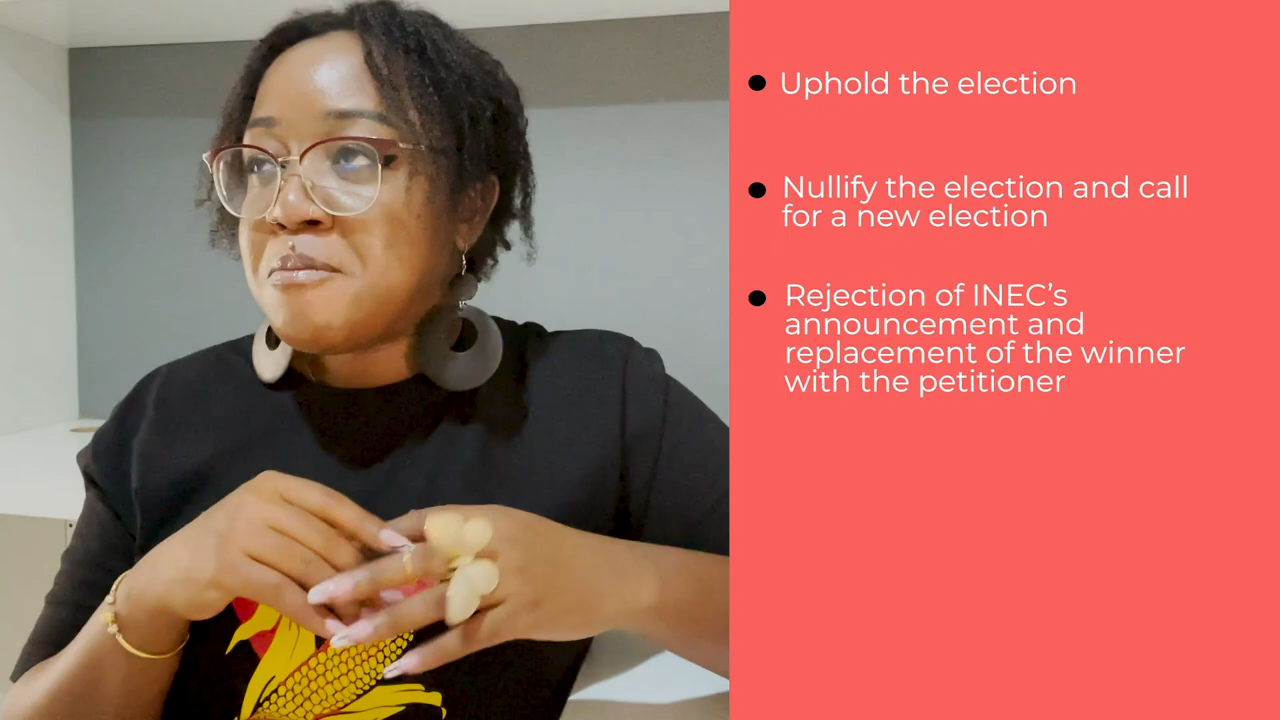 Uphold the election
Nullify the election and call
for a new election
Rejection of INEC’s
announcement and
replacement of the winner
with the petitioner